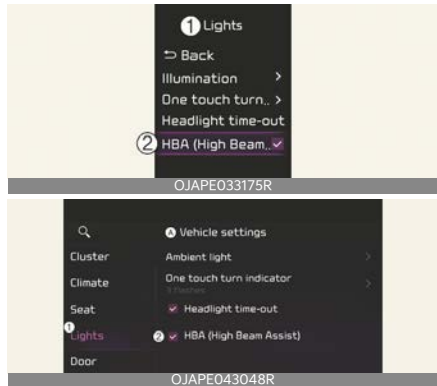 ① Lights
⮌ Back
Illumination >
One touch turn.. >
Headlight time-out
② HBA (High Beam..
OJAPE033175R
Ⓐ Vehicle settings
Cluster
Ambient light >
Climate
One touch turn indicator >
3 flashes
Seat
Headlight time-out
① Lights
② HBA (High Beam Assist)
Door
OJAPE043048R